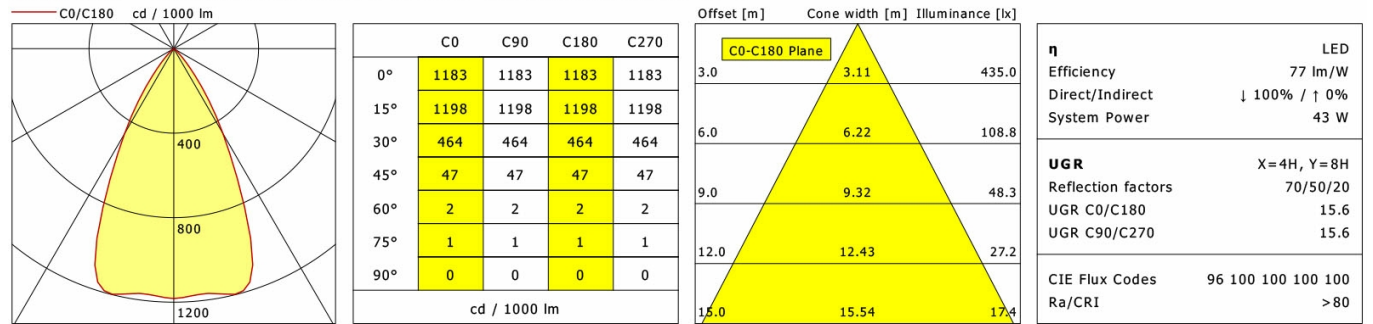 C0/C180 cd / 1000 lm
400
800
1200
C0 C90 C180 C270
0° 1183 1183 1183 1183
15° 1198 1198 1198 1198
30° 464 464 464 464
45° 47 47 47 47
60° 2 2 2 2
75° 1 1 1 1
90° 0 0 0 0
cd / 1000 lm
Offset [m] Cone width [m] Illuminance [lx]
C0-C180 Plane
3.0 3.11 435.0
6.0 6.22 108.8
9.0 9.32 48.3
12.0 12.43 27.2
15.0 15.54 17.4
η LED
Efficiency 77 lm/W
Direct/Indirect ↓ 100% / ↑ 0%
System Power 43 W
UGR X=4H, Y=8H
Reflection factors 70/50/20
UGR C0/C180 15.6
UGR C90/C270 15.6
CIE Flux Codes 96 100 100 100 100
Ra/CRI >80